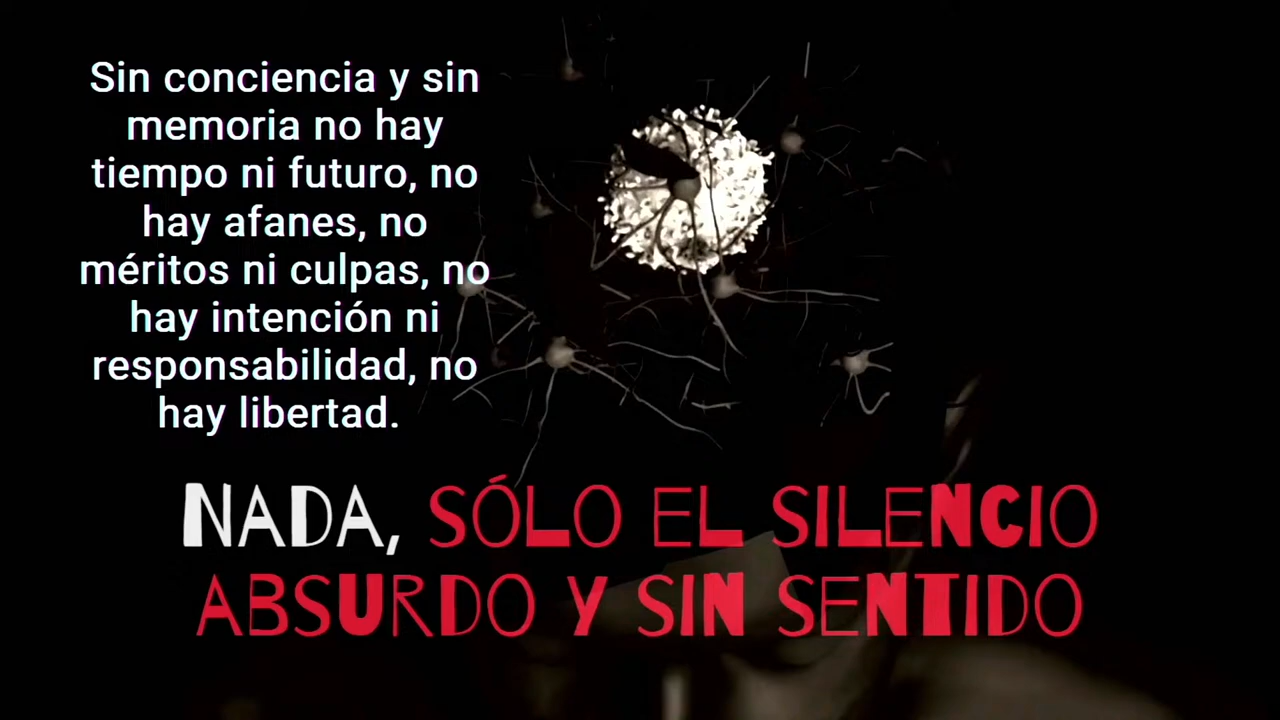 Sin conciencia y sin
memoria no hay
tiempo ni futuro, no
hay afanes, no
méritos ni culpas, no
hay intención ni
responsabilidad, no
hay libertad.
NADA, SÓLO EL SILENCIO
ABSURDO Y SIN SENTIDO